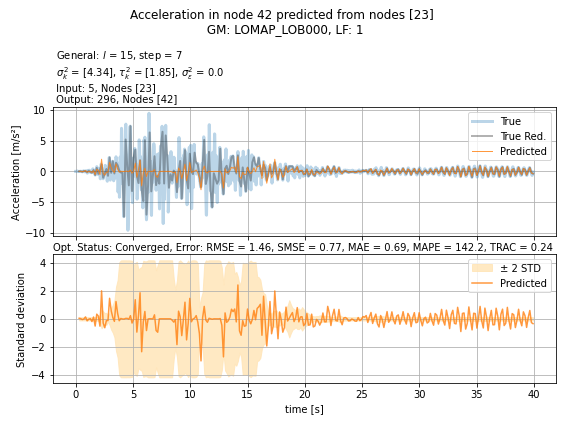 Acceleration in node 42 predicted from nodes [23]
GM: LOMAP_LOB000, LF: 1
General: l = 15, step = 7
σ²ₖ = [4.34], τ²ₖ = [1.85], σ²ε = 0.0
Input: 5, Nodes [23]
Output: 296, Nodes [42]
Acceleration [m/s²]
10
5
0
−5
−10
True
True Red.
Predicted
Opt. Status: Converged, Error: RMSE = 1.46, SMSE = 0.77, MAE = 0.69, MAPE = 142.2, TRAC = 0.24
Standard deviation
4
2
0
−2
−4
± 2 STD
Predicted
0 5 10 15 20 25 30 35 40
time [s]